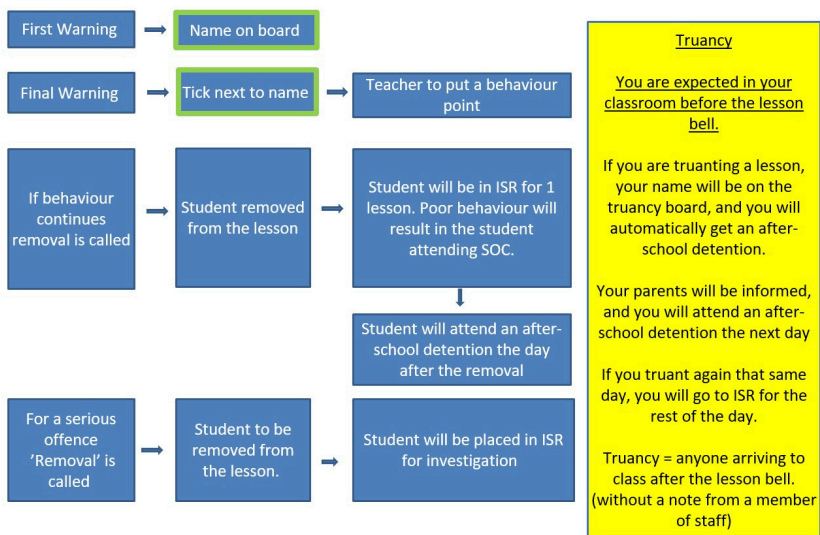 First Warning
Name on board
Final Warning
Tick next to name
Teacher to put a behaviour
point
If behaviour
continues
removal is called
Student removed
from the lesson
Student will be in ISR for 1
lesson. Poor behaviour will
result in the student
attending SOC.
Student will attend an after-
school detention the day
after the removal
For a serious
offence
'Removal' is
called
Student to be
removed from
the lesson.
Student will be placed in ISR
for investigation
Truancy
You are expected in your
classroom before the lesson
bell.
If you are truanting a lesson,
your name will be on the
truancy board, and you will
automatically get an after-
school detention.
Your parents will be informed,
and you will attend an after-
school detention the next day
If you truant again that same
day, you will go to ISR for the
rest of the day.
Truancy = anyone arriving to
class after the lesson bell.
(without a note from a member
of staff)